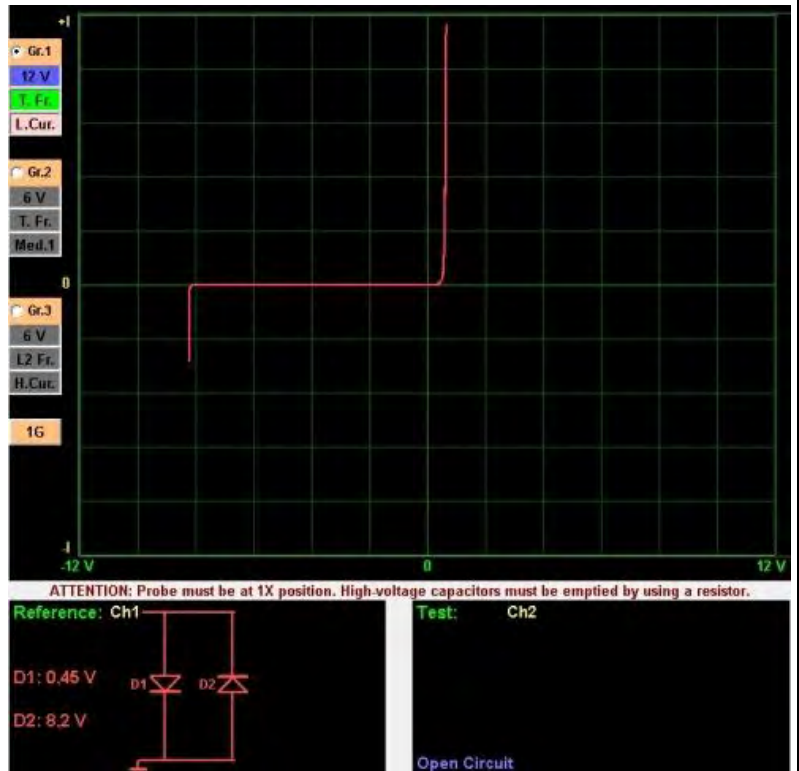 +I
Gr.1
12 V
T. Fr.
L.Cur.
Gr.2
6 V
T. Fr.
Med.1
0
Gr.3
6 V
L2 Fr.
H.Cur.
1G
-I
-12 V 0 12 V
ATTENTION: Probe must be at 1X position. High-voltage capacitors must be emptied by using a resistor.
Reference: Ch1
D1: 0,45 V
D1 D2
D2: 8,2 V
Test: Ch2
Open Circuit